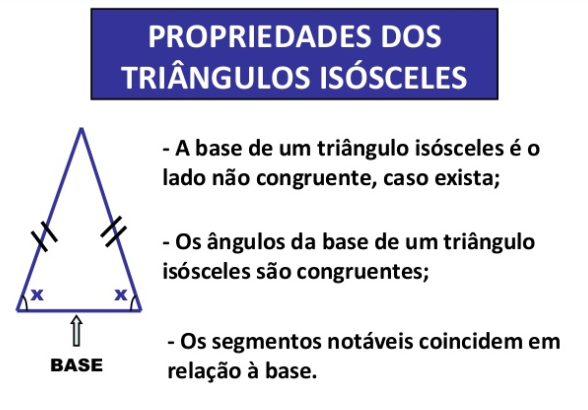 PROPRIEDADES DOS
TRIÂNGULOS ISÓSCELES
- A base de um triângulo isósceles é o
lado não congruente, caso exista;
- Os ângulos da base de um triângulo
isósceles são congruentes;
x x
- Os segmentos notáveis coincidem em
relação à base.
BASE